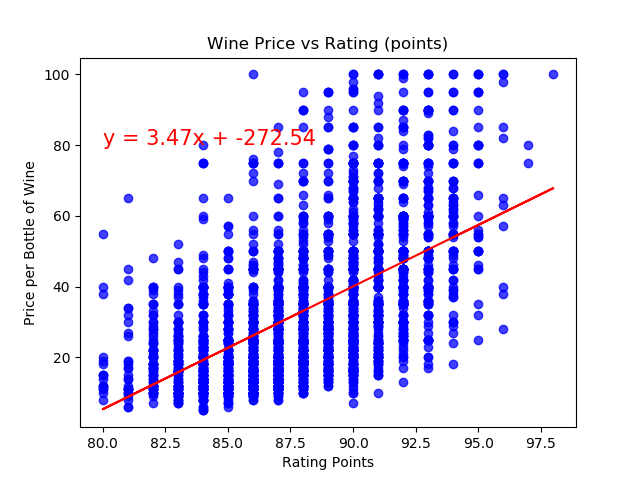 Wine Price vs Rating (points)
y = 3.47x + -272.54
Price per Bottle of Wine
100
80
60
40
20
80.0 82.5 85.0 87.5 90.0 92.5 95.0 97.5
Rating Points